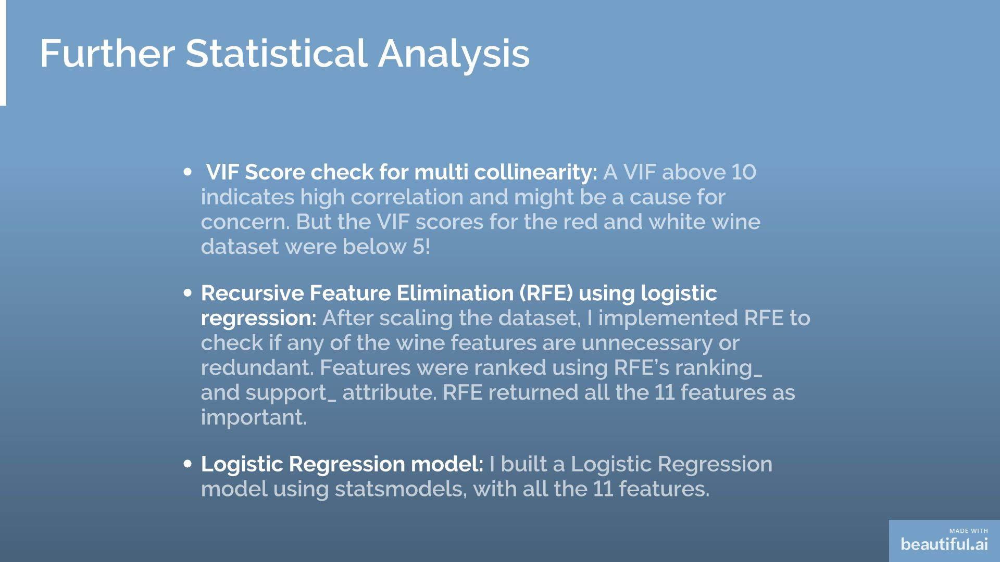 Further Statistical Analysis
• VIF Score check for multi collinearity: A VIF above 10
indicates high correlation and might be a cause for
concern. But the VIF scores for the red and white wine
dataset were below 5!
• Recursive Feature Elimination (RFE) using logistic
regression: After scaling the dataset, I implemented RFE to
check if any of the wine features are unnecessary or
redundant. Features were ranked using RFE’s ranking_
and support_ attribute. RFE returned all the 11 features as
important.
• Logistic Regression model: I built a Logistic Regression
model using statsmodels, with all the 11 features.
MADE WITH
beautiful.ai